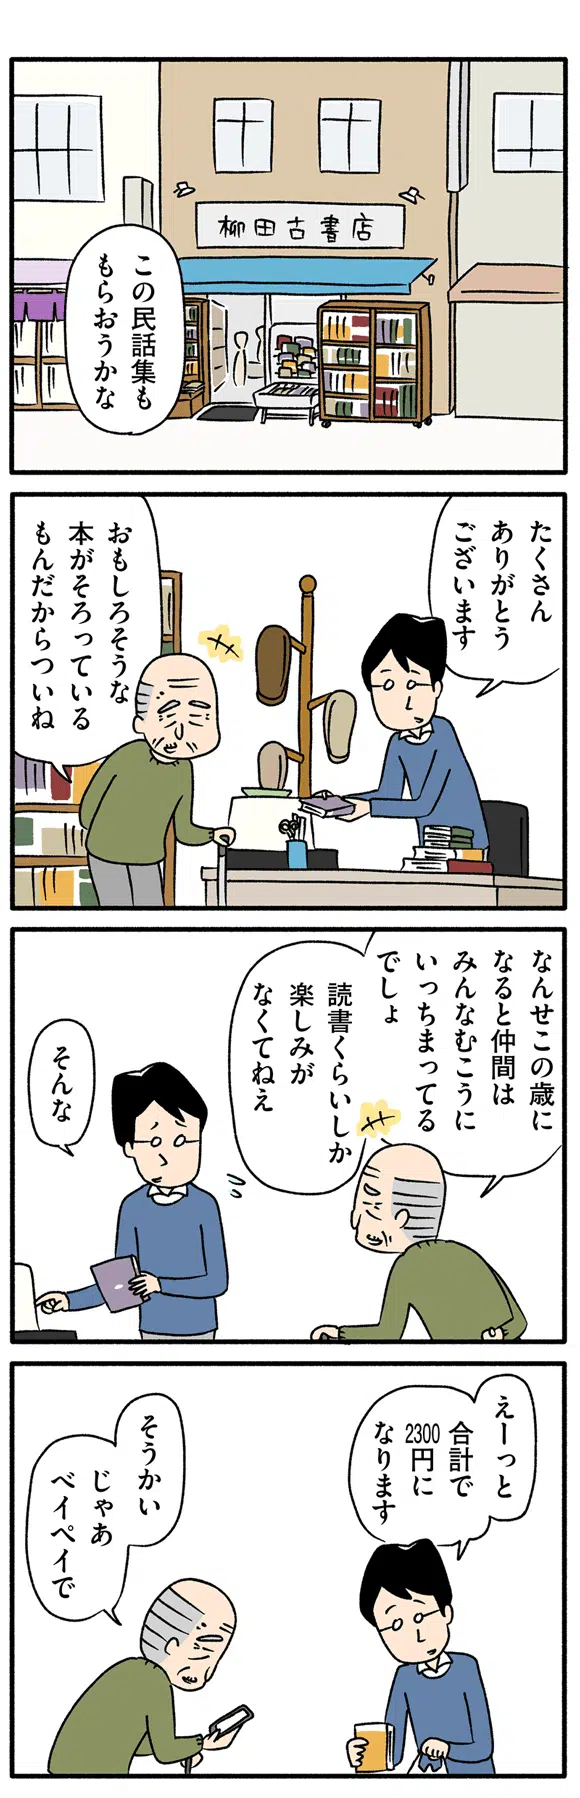 柳田古書店
この民話集も
もらおうかな
たくさん
ありがとう
ございます
おもしろそうな
本がそろっている
もんだからついね
なんせこの歳に
なると仲間は
みんなむこうに
いっちまってる
でしょ
読書くらいしか
楽しみが
なくてねえ
そんな
えーっと
合計で
2300円に
なります
そうかい
じゃあ
ベイペイで